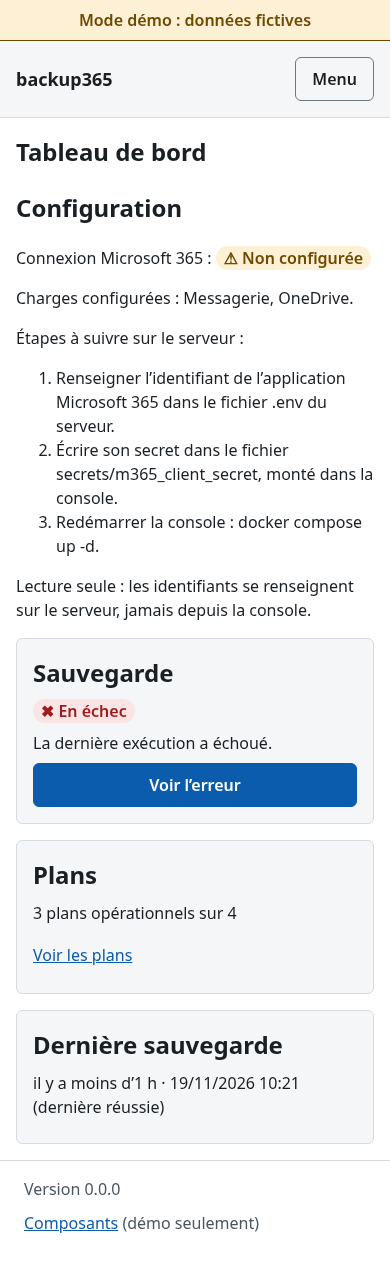 Mode démo : données fictives
backup365
Menu
Tableau de bord
Configuration
Connexion Microsoft 365 : ⚠ Non configurée
Charges configurées : Messagerie, OneDrive.
Étapes à suivre sur le serveur :
1. Renseigner l’identifiant de l’application
Microsoft 365 dans le fichier .env du
serveur.
2. Écrire son secret dans le fichier
secrets/m365_client_secret, monté dans la
console.
3. Redémarrer la console : docker compose
up -d.
Lecture seule : les identifiants se renseignent
sur le serveur, jamais depuis la console.
Sauvegarde
✖ En échec
La dernière exécution a échoué.
Voir l’erreur
Plans
3 plans opérationnels sur 4
Voir les plans
Dernière sauvegarde
il y a moins d’1 h · 19/11/2026 10:21
(dernière réussie)
Version 0.0.0
Composants (démo seulement)